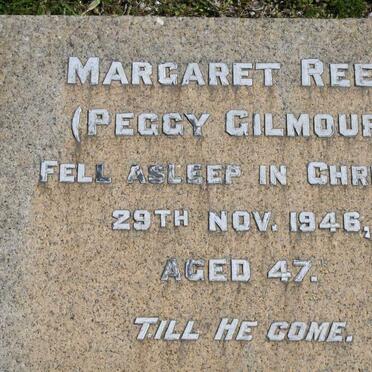 MARGARET REE
(PEGGY GILMOUR
FELL ASLEEP IN CHR
29TH NOV. 1946,
AGED 47.
TILL HE COME.